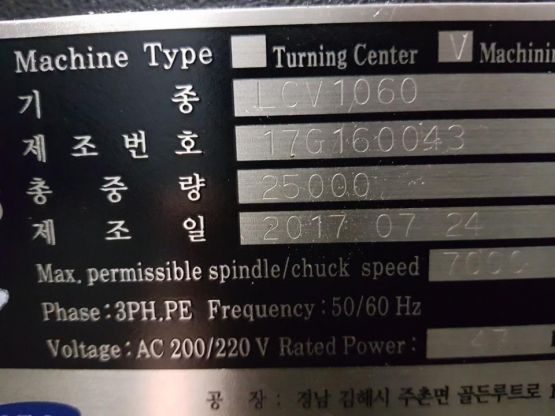 Machine Type Turning Center V Machinin
기 종 LCV1060
제 조 번 호 17G160043
총 중 량 25000
제 조 일 2017 07 24
Max. permissible spindle/chuck speed
Phase:3PH.PE Frequency:50/60 Hz
Voltage:AC 200/220 V Rated Power: 47
공 장 : 경남 김해시 주촌면 골든루트로